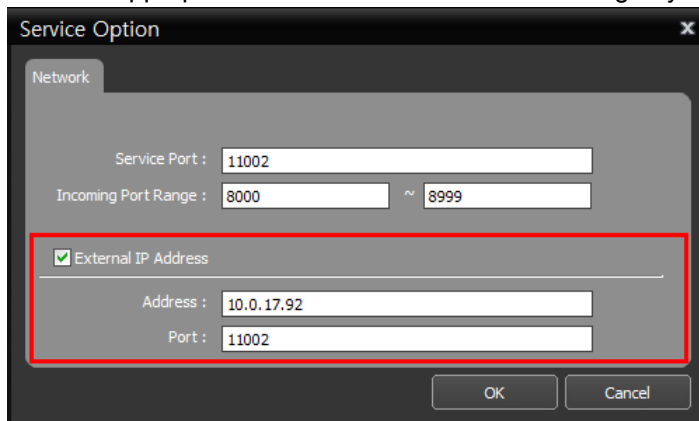 Service Option x
Network
Service Port : 11002
Incoming Port Range : 8000 ~ 8999
External IP Address
Address : 10.0.17.92
Port : 11002
OK Cancel